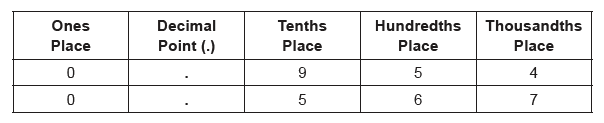 Ones Place | Decimal Point (.) | Tenths Place | Hundredths Place | Thousandths Place
0 | . | 9 | 5 | 4
0 | . | 5 | 6 | 7